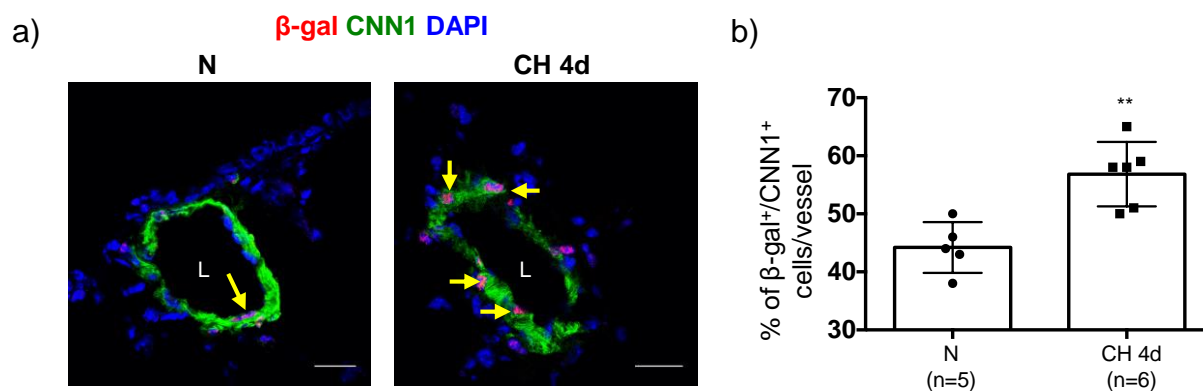 a)
β-gal CNN1 DAPI
N
CH 4d
L
L
b)
% of β-gal⁺/CNN1⁺
cells/vessel
70
60
50
40
30
**
N
(n=5)
CH 4d
(n=6)